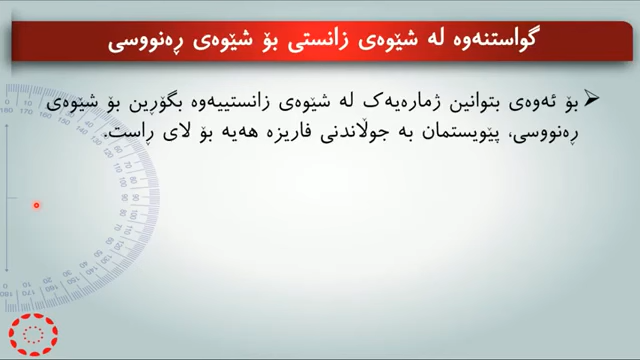 گواستنەوە لە شێوەی زانستی بۆ شێوەی ڕەنووسی
بۆ ئەوەی بتوانین ژمارەیەک لە شێوەی زانستییەوە بگۆڕین بۆ شێوەی
ڕەنووسی، پێویستمان بە جوڵاندنی فاریزە هەیە بۆ لای ڕاست.